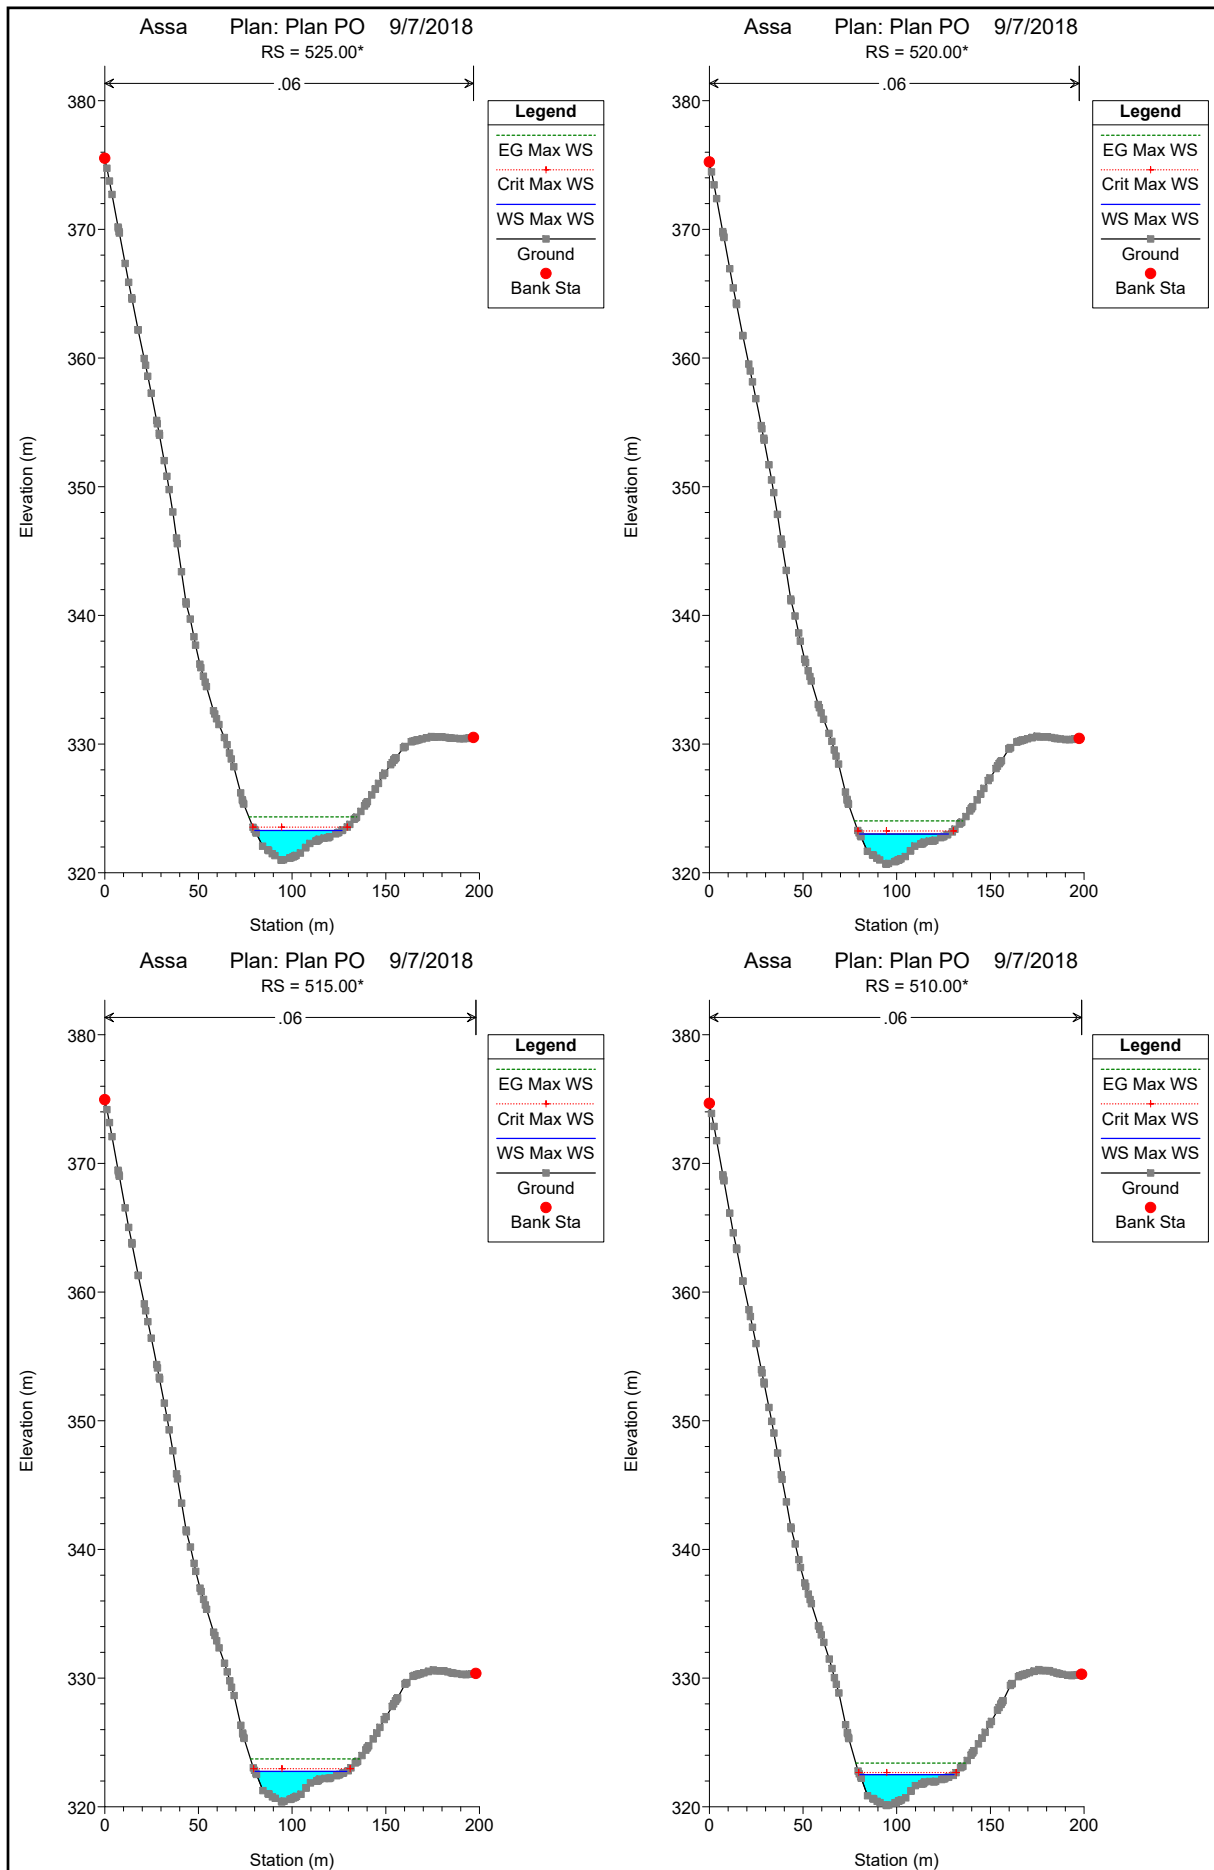 Assa Plan: Plan PO 9/7/2018
RS = 525.00*
.06
Legend
EG Max WS
Crit Max WS
WS Max WS
Ground
Bank Sta
380
370
360
350
340
330
320
Elevation (m)
0 50 100 150 200
Station (m)
Assa Plan: Plan PO 9/7/2018
RS = 520.00*
.06
Legend
EG Max WS
Crit Max WS
WS Max WS
Ground
Bank Sta
380
370
360
350
340
330
320
Elevation (m)
0 50 100 150 200
Station (m)
Assa Plan: Plan PO 9/7/2018
RS = 515.00*
.06
Legend
EG Max WS
Crit Max WS
WS Max WS
Ground
Bank Sta
380
370
360
350
340
330
320
Elevation (m)
0 50 100 150 200
Station (m)
Assa Plan: Plan PO 9/7/2018
RS = 510.00*
.06
Legend
EG Max WS
Crit Max WS
WS Max WS
Ground
Bank Sta
380
370
360
350
340
330
320
Elevation (m)
0 50 100 150 200
Station (m)